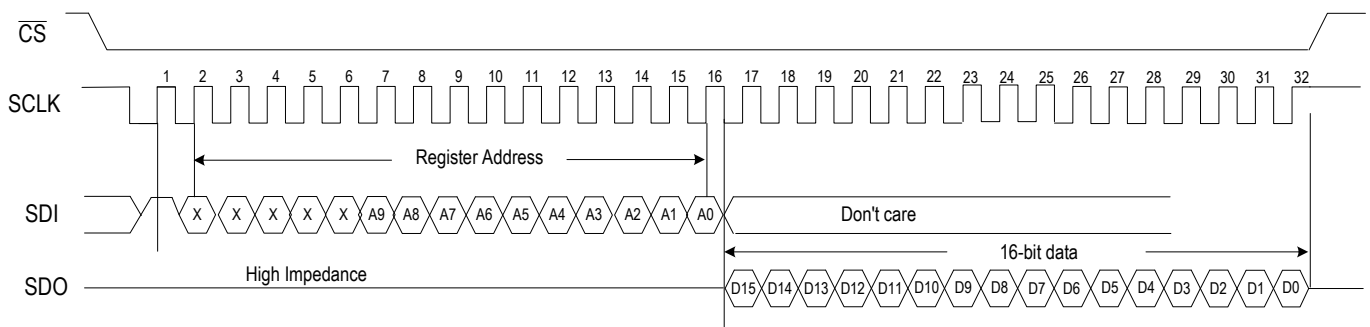 CS
1 2 3 4 5 6 7 8 9 10 11 12 13 14 15 16 17 18 19 20 21 22 23 24 25 26 27 28 29 30 31 32
SCLK
Register Address
SDI X X X X X A9 A8 A7 A6 A5 A4 A3 A2 A1 A0 Don't care
16-bit data
High Impedance
SDO D15 D14 D13 D12 D11 D10 D9 D8 D7 D6 D5 D4 D3 D2 D1 D0